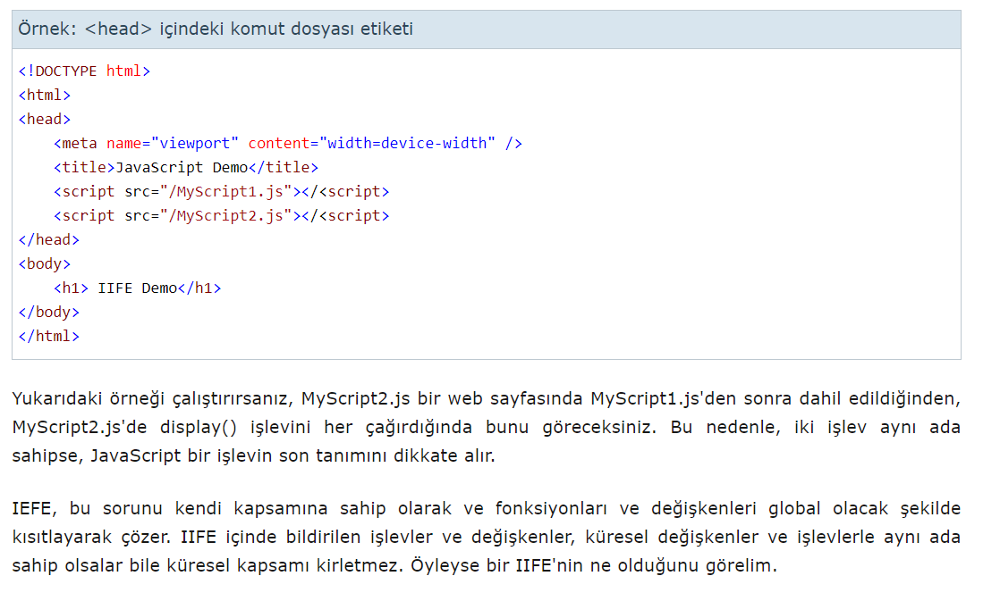 Örnek: <head> içindeki komut dosyası etiketi
<!DOCTYPE html>
<html>
<head>
    <meta name="viewport" content="width=device-width" />
    <title>JavaScript Demo</title>
    <script src="/MyScript1.js"></<script>
    <script src="/MyScript2.js"></<script>
</head>
<body>
    <h1> IIFE Demo</h1>
</body>
</html>
Yukarıdaki örneği çalıştırırsanız, MyScript2.js bir web sayfasında MyScript1.js'den sonra dahil edildiğinden,
MyScript2.js'de display() işlevini her çağırdığında bunu göreceksiniz. Bu nedenle, iki işlev aynı ada
sahipse, JavaScript bir işlevin son tanımını dikkate alır.
IEFE, bu sorunu kendi kapsamına sahip olarak ve fonksiyonları ve değişkenleri global olacak şekilde
kısıtlayarak çözer. IIFE içinde bildirilen işlevler ve değişkenler, küresel değişkenler ve işlevlerle aynı ada
sahip olsalar bile küresel kapsamı kirletmez. Öyleyse bir IIFE'nin ne olduğunu görelim.